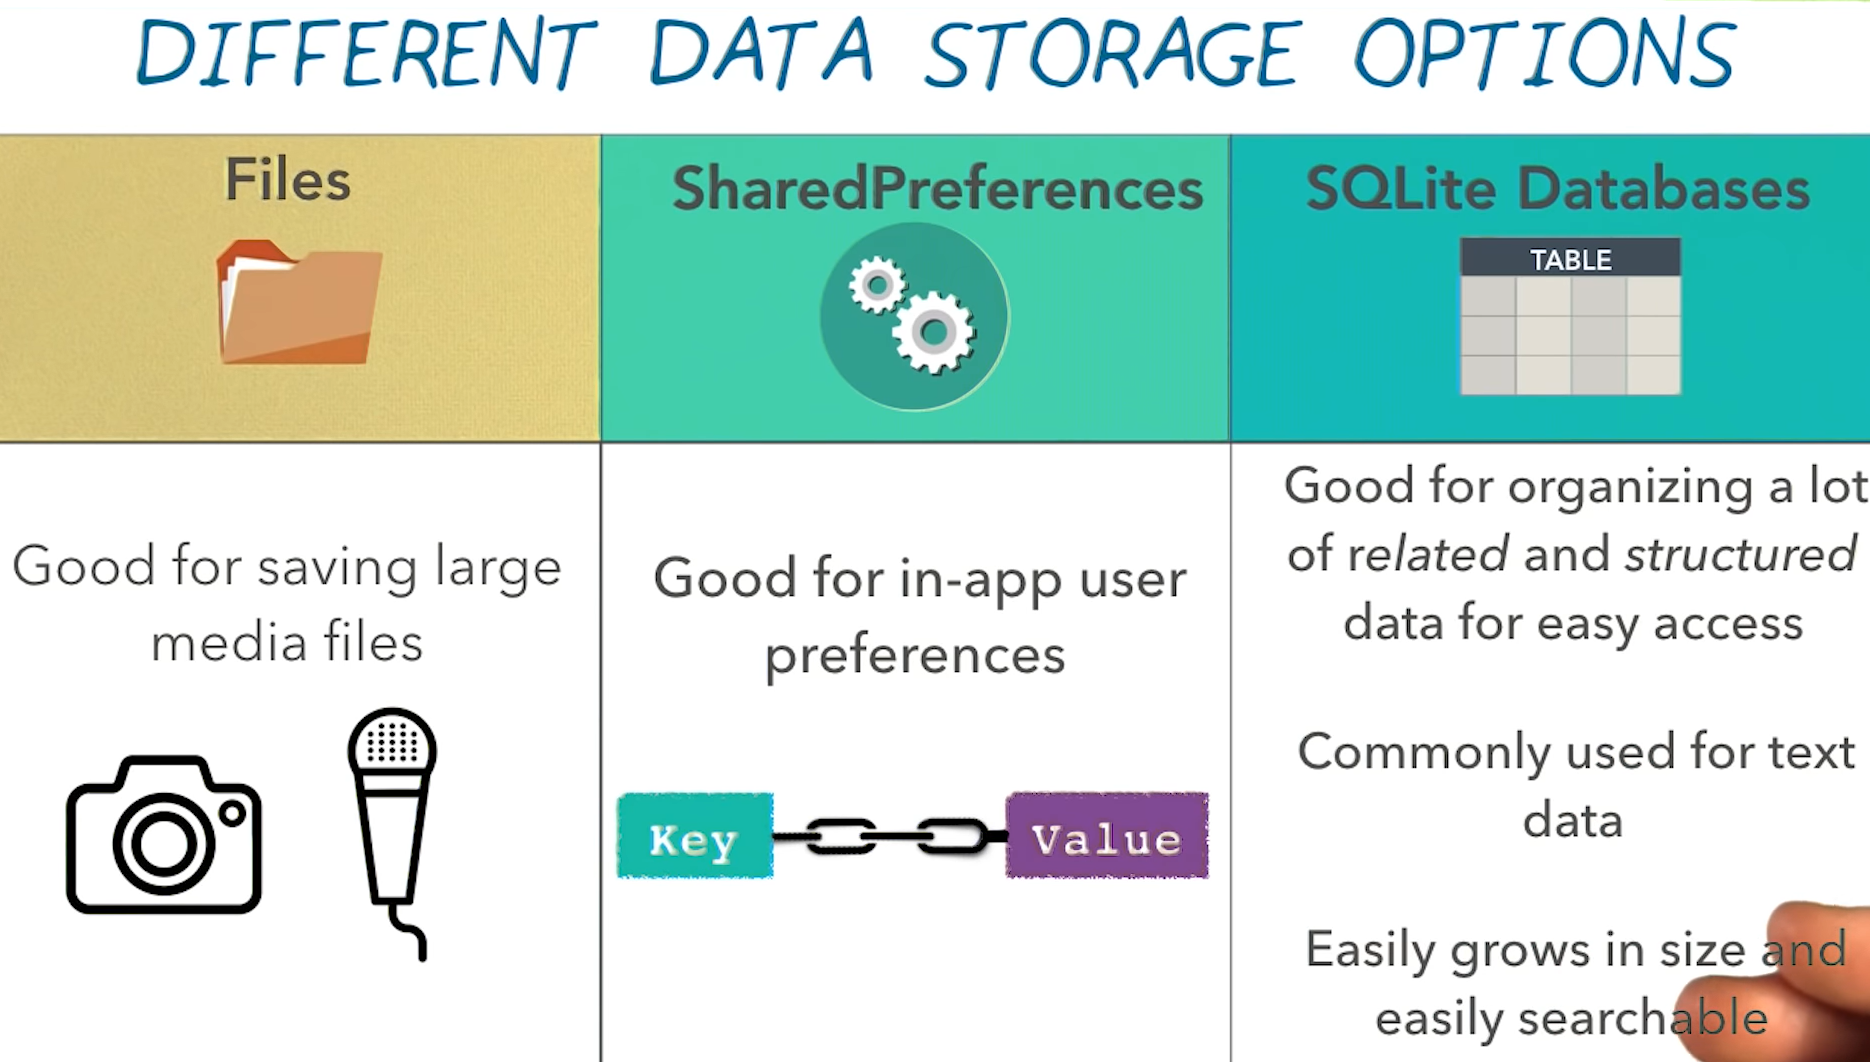 DIFFERENT DATA STORAGE OPTIONS
Files
Good for saving large
media files
SharedPreferences
Good for in-app user
preferences
Key
Value
SQLite Databases
TABLE
Good for organizing a lot
of related and structured
data for easy access
Commonly used for text
data
Easily grows in size and
easily searchable